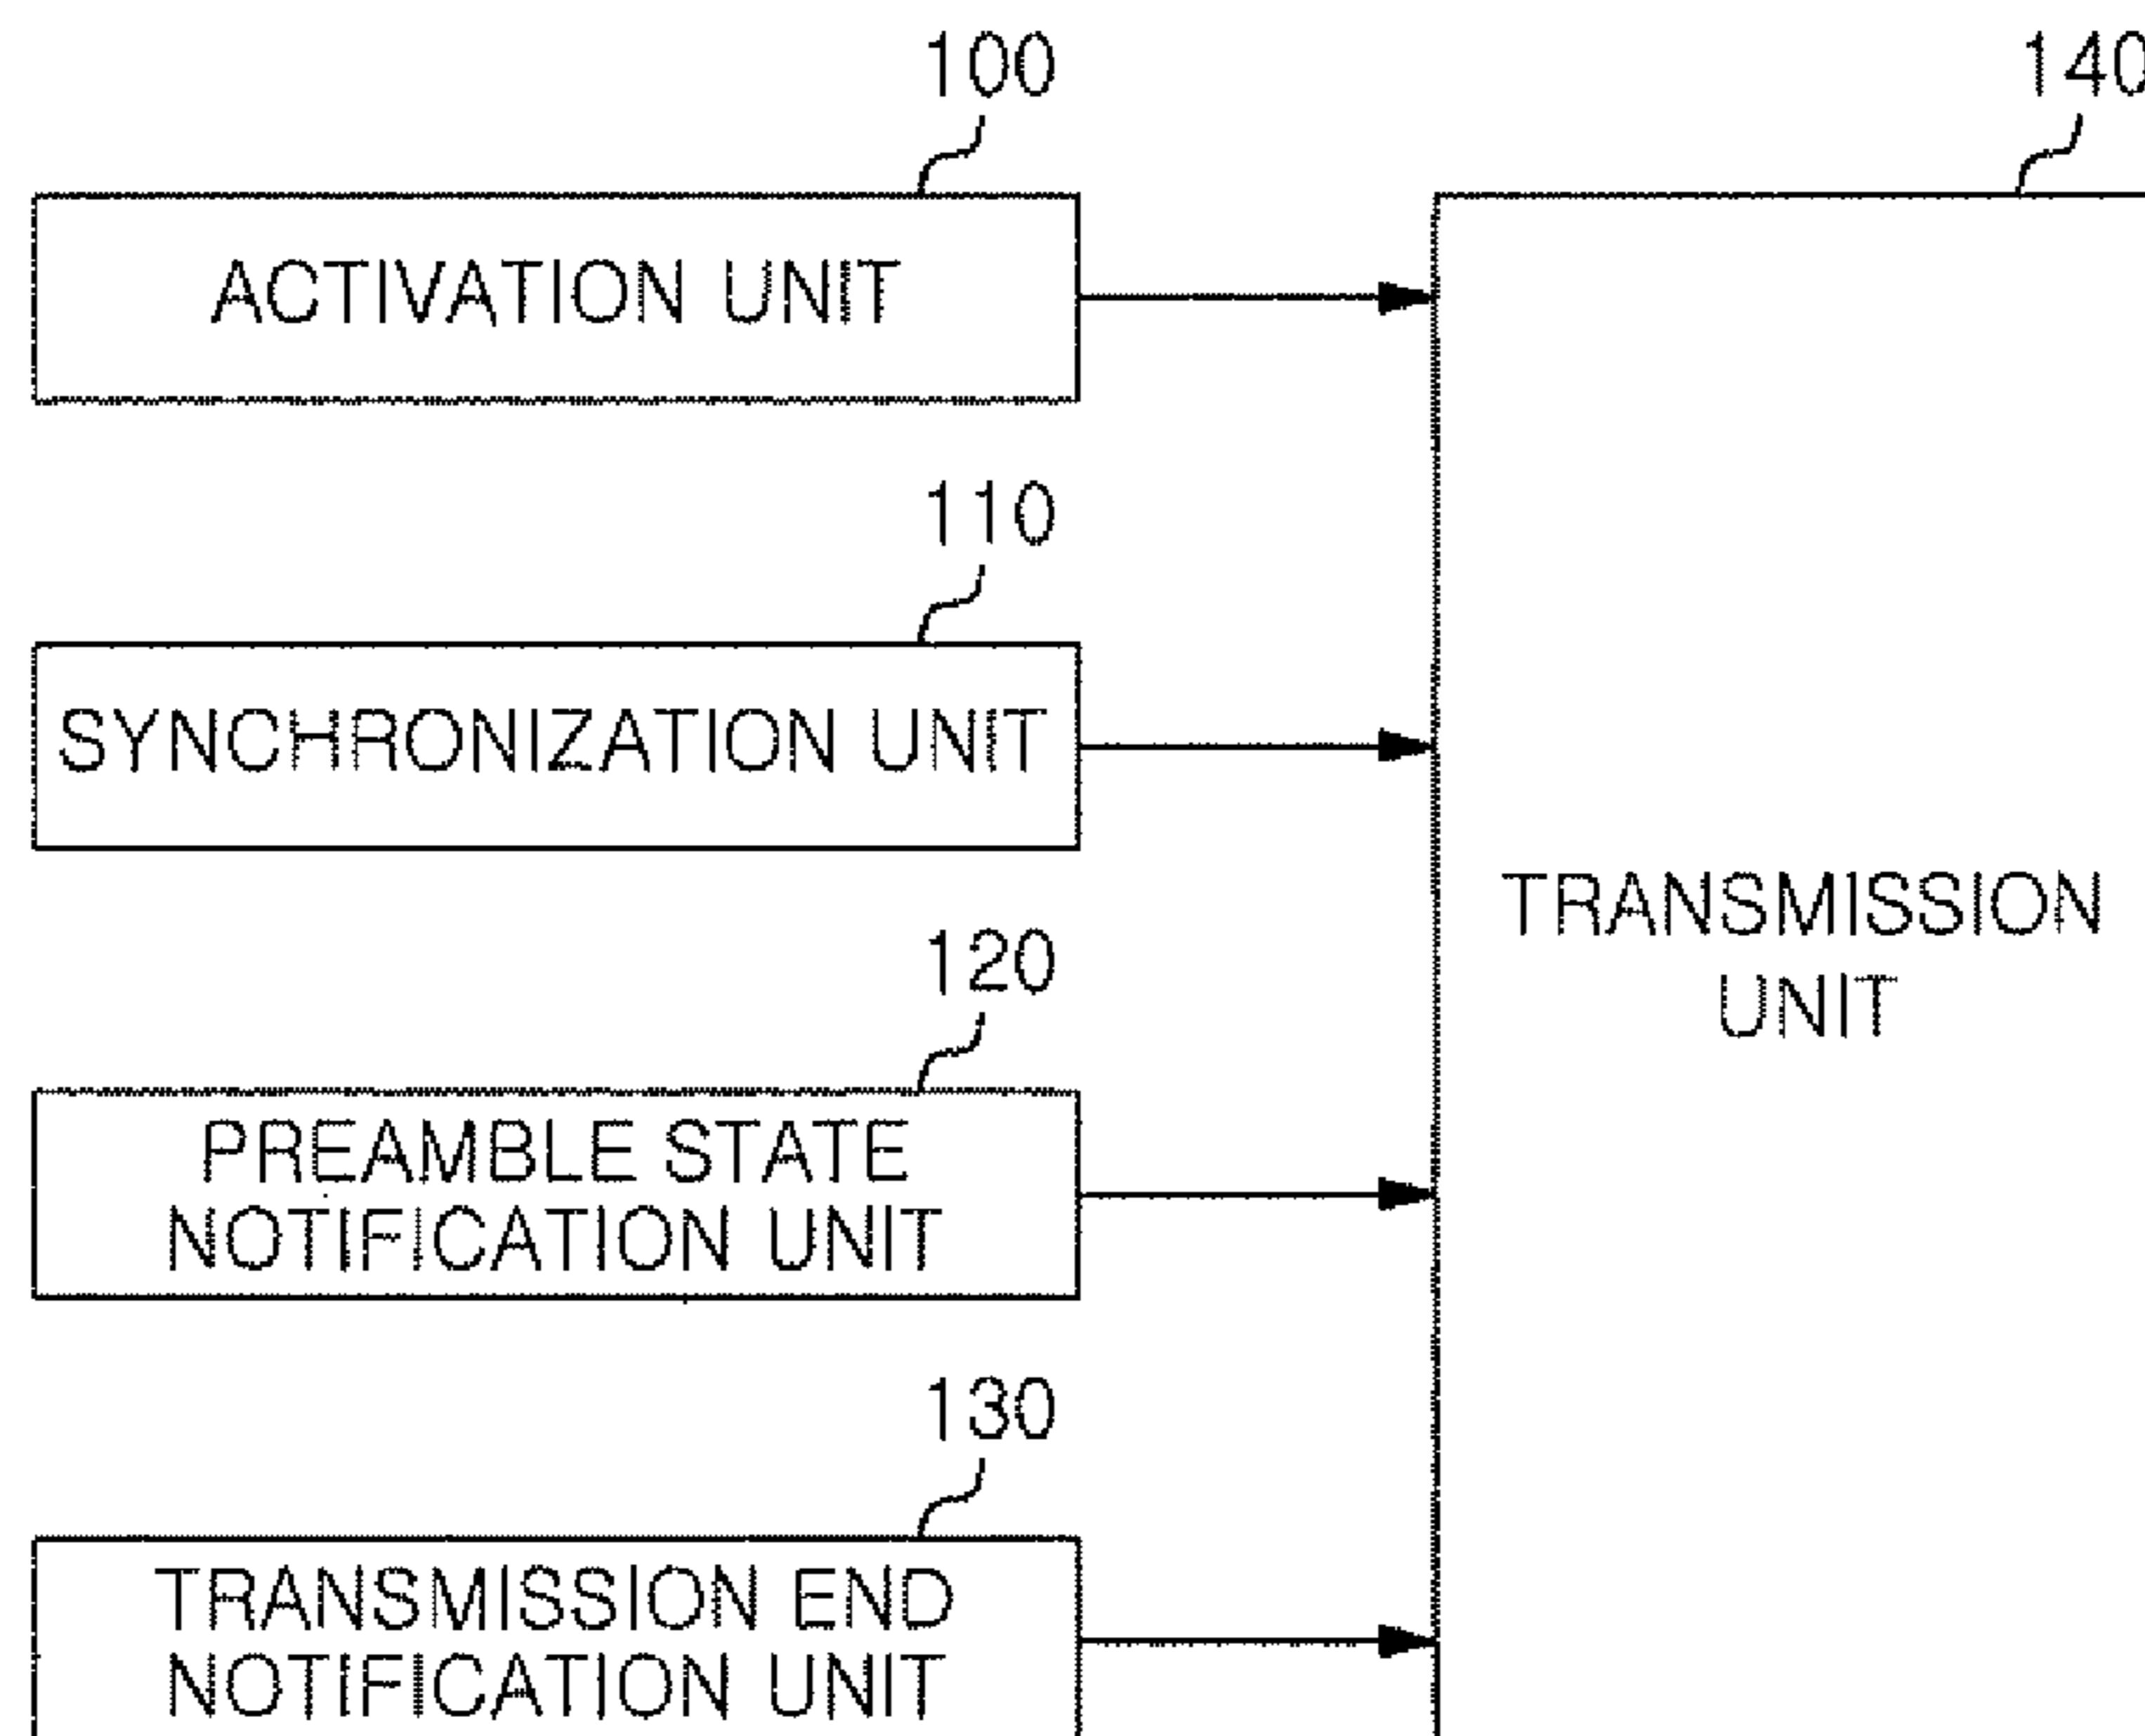 100
140
ACTIVATION UNIT
110
SYNCHRONIZATION UNIT
TRANSMISSION
UNIT
120
PREAMBLE STATE
NOTIFICATION UNIT
130
TRANSMISSION END
NOTIFICATION UNIT